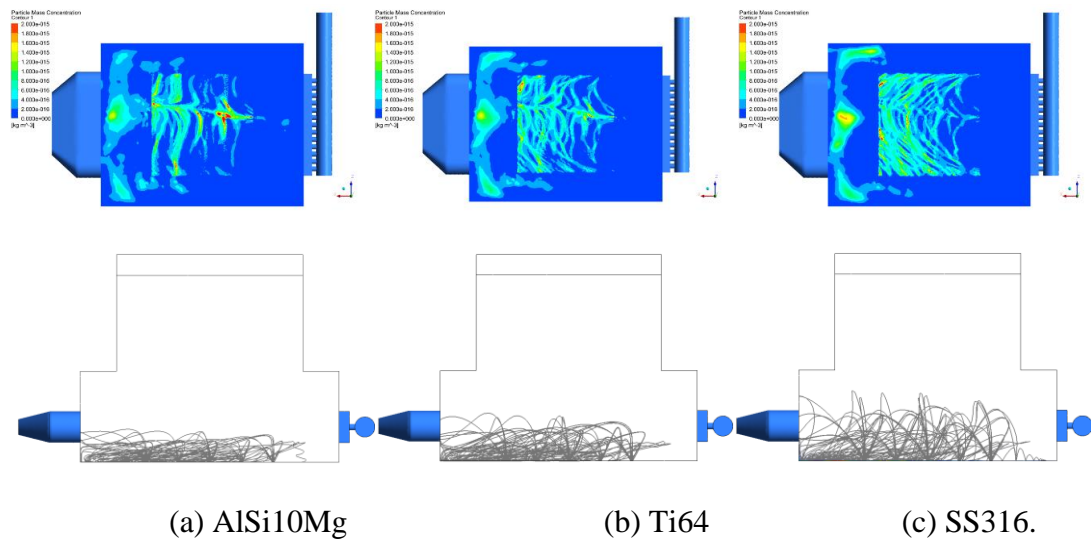 Particle Mass Concentration
Contour 1
2.000e-015
1.800e-015
1.600e-015
1.400e-015
1.200e-015
1.000e-015
8.000e-016
6.000e-016
4.000e-016
2.000e-016
0.000e+000
[kg m^-3]
Particle Mass Concentration
Contour 1
2.000e-015
1.800e-015
1.600e-015
1.400e-015
1.200e-015
1.000e-015
8.000e-016
6.000e-016
4.000e-016
2.000e-016
0.000e+000
[kg m^-3]
Particle Mass Concentration
Contour 1
2.000e-015
1.800e-015
1.600e-015
1.400e-015
1.200e-015
1.000e-015
8.000e-016
6.000e-016
4.000e-016
2.000e-016
0.000e+000
[kg m^-3]
(a) AlSi10Mg
(b) Ti64
(c) SS316.